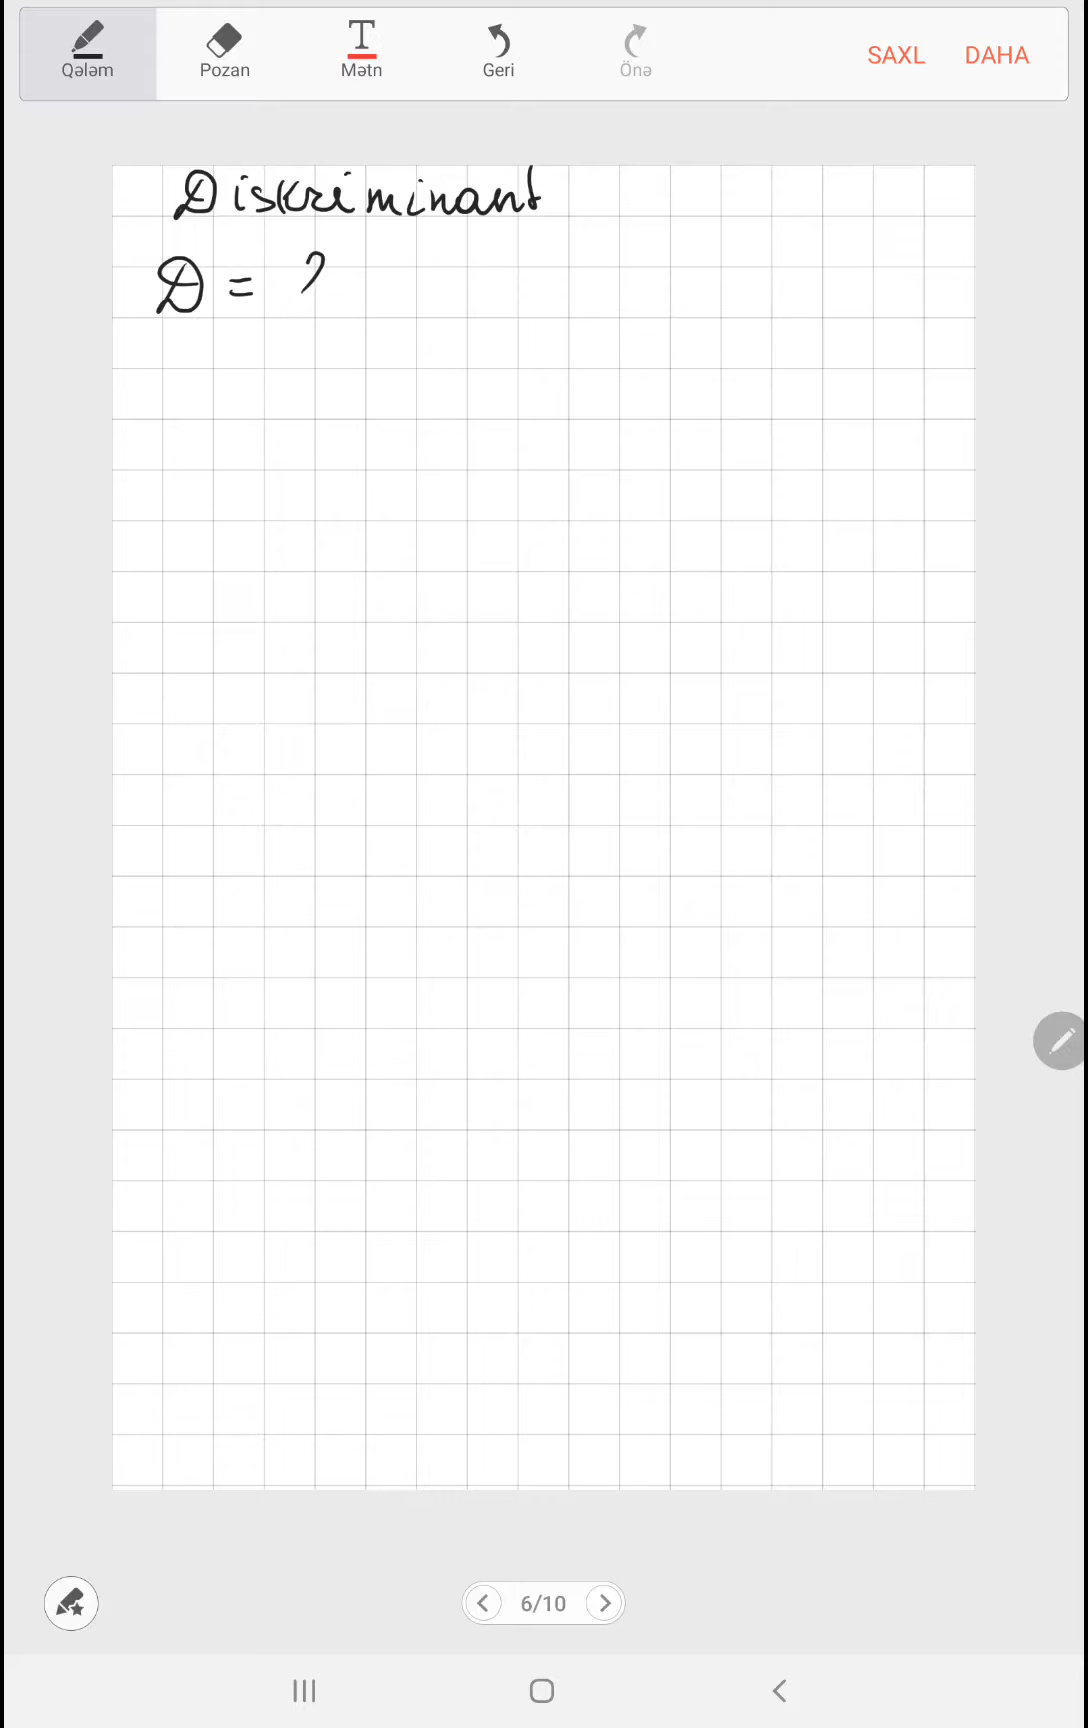 Qələm Pozan Mətn Geri Önə SAXL DAHA
Diskriminant
D = ?
6/10